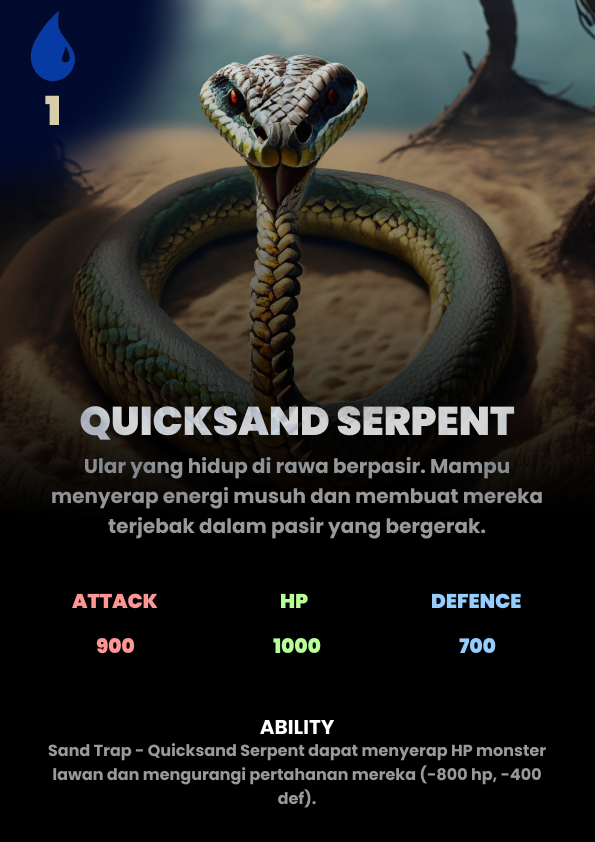 1
QUICKSAND SERPENT
Ular yang hidup di rawa berpasir. Mampu
menyerap energi musuh dan membuat mereka
terjebak dalam pasir yang bergerak.
ATTACK HP DEFENCE
900 1000 700
ABILITY
Sand Trap - Quicksand Serpent dapat menyerap HP monster
lawan dan mengurangi pertahanan mereka (-800 hp, -400
def).